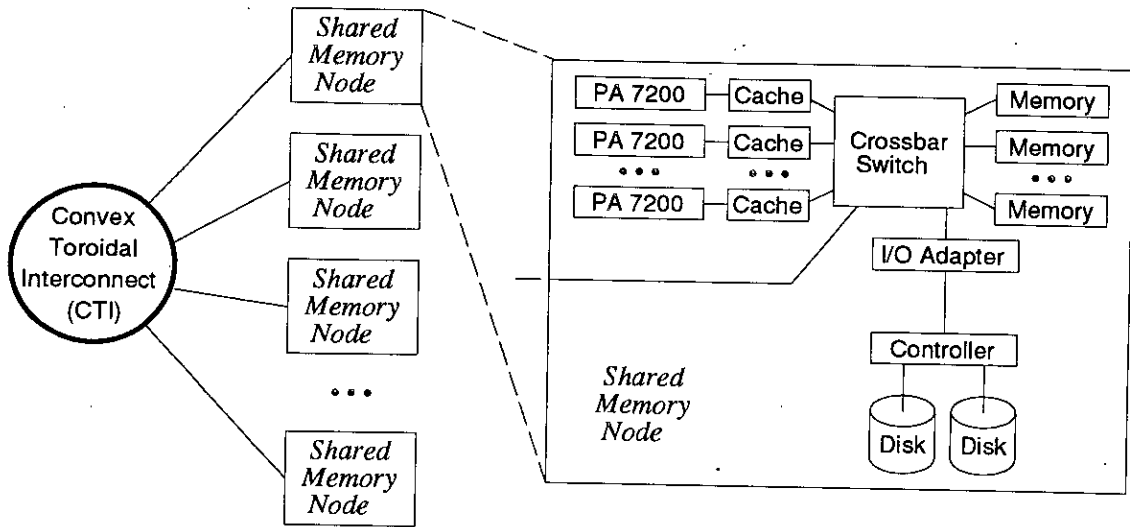 Convex
Toroidal
Interconnect
(CTI)
Shared
Memory
Node
Shared
Memory
Node
Shared
Memory
Node
Shared
Memory
Node
PA 7200
Cache
PA 7200
Cache
PA 7200
Cache
Crossbar
Switch
Memory
Memory
Memory
I/O Adapter
Controller
Disk
Disk
Shared
Memory
Node